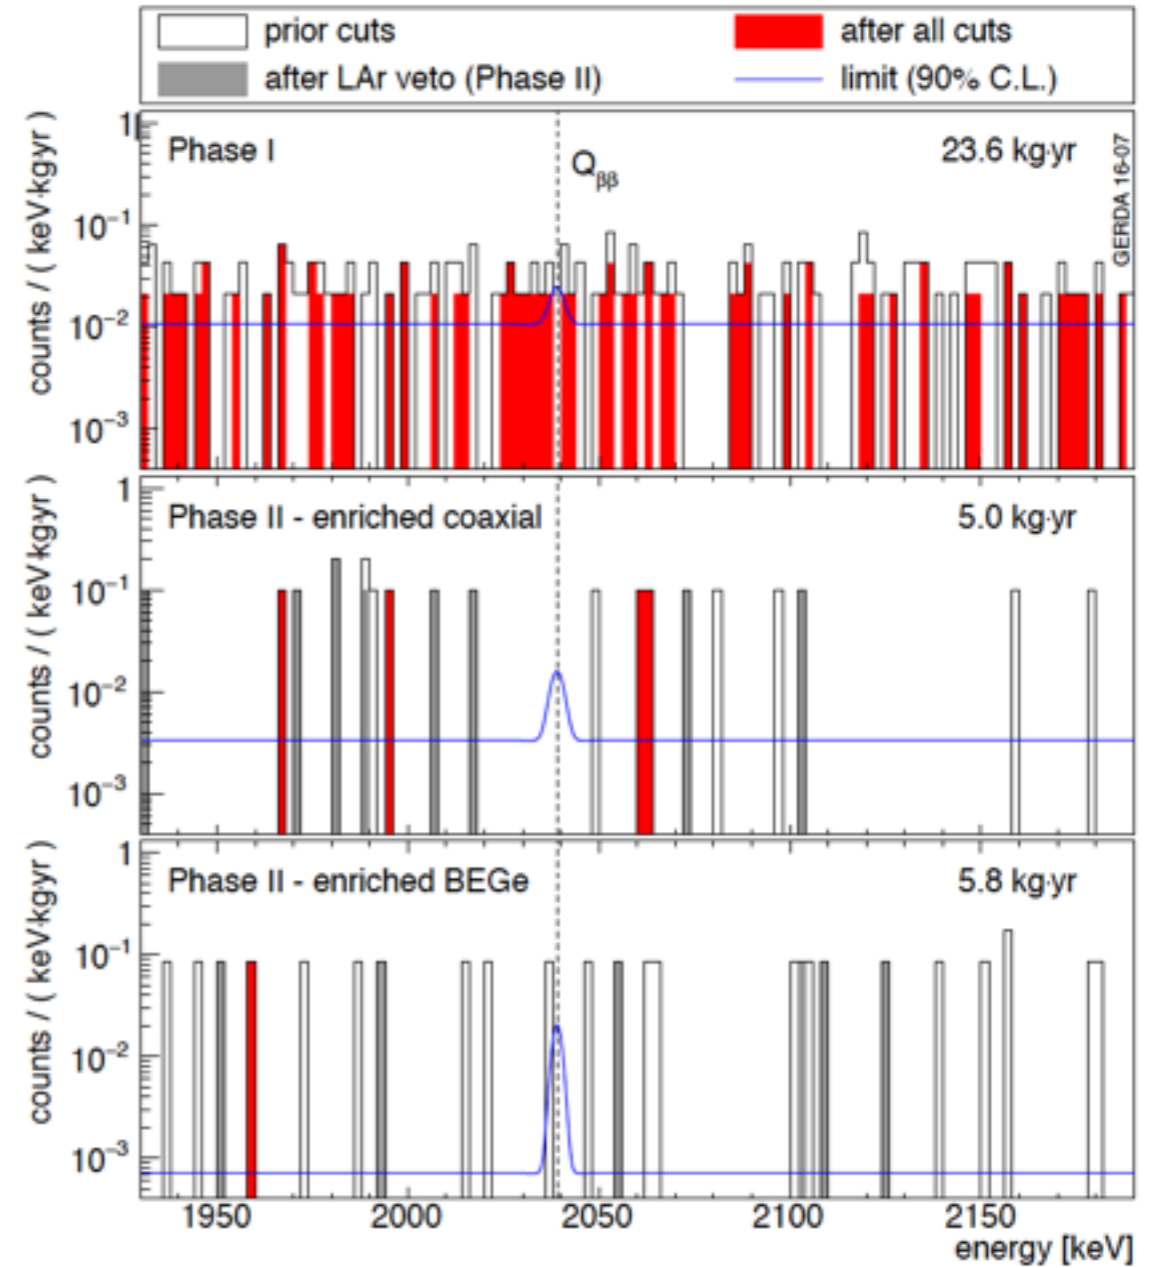 prior cuts
after all cuts
after LAr veto (Phase II)
limit (90% C.L.)
counts / ( keV·kg·yr )
1
10⁻¹
10⁻²
10⁻³
Phase I
Qββ
23.6 kg·yr
GERDA 16-07
counts / ( keV·kg·yr )
1
10⁻¹
10⁻²
10⁻³
Phase II - enriched coaxial
5.0 kg·yr
counts / ( keV·kg·yr )
1
10⁻¹
10⁻²
10⁻³
Phase II - enriched BEGe
5.8 kg·yr
1950 2000 2050 2100 2150
energy [keV]